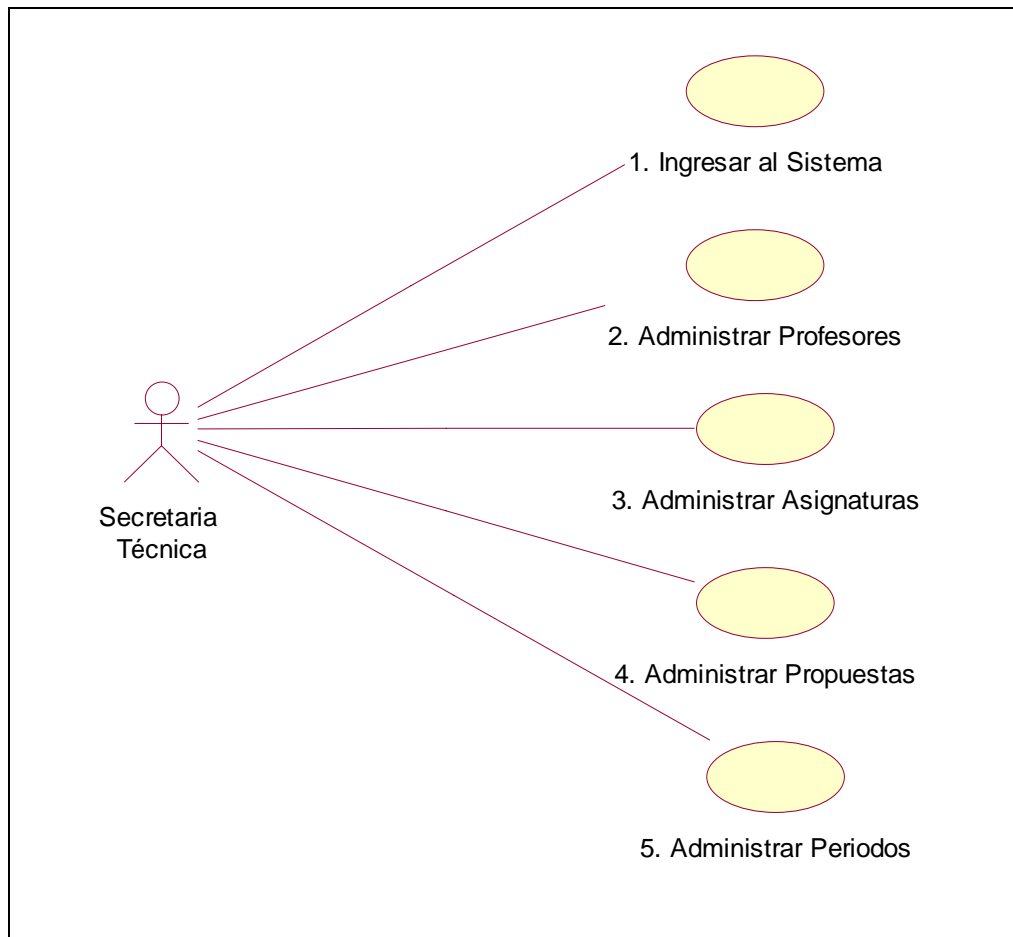 1. Ingresar al Sistema
2. Administrar Profesores
3. Administrar Asignaturas
Secretaria
Técnica
4. Administrar Propuestas
5. Administrar Periodos